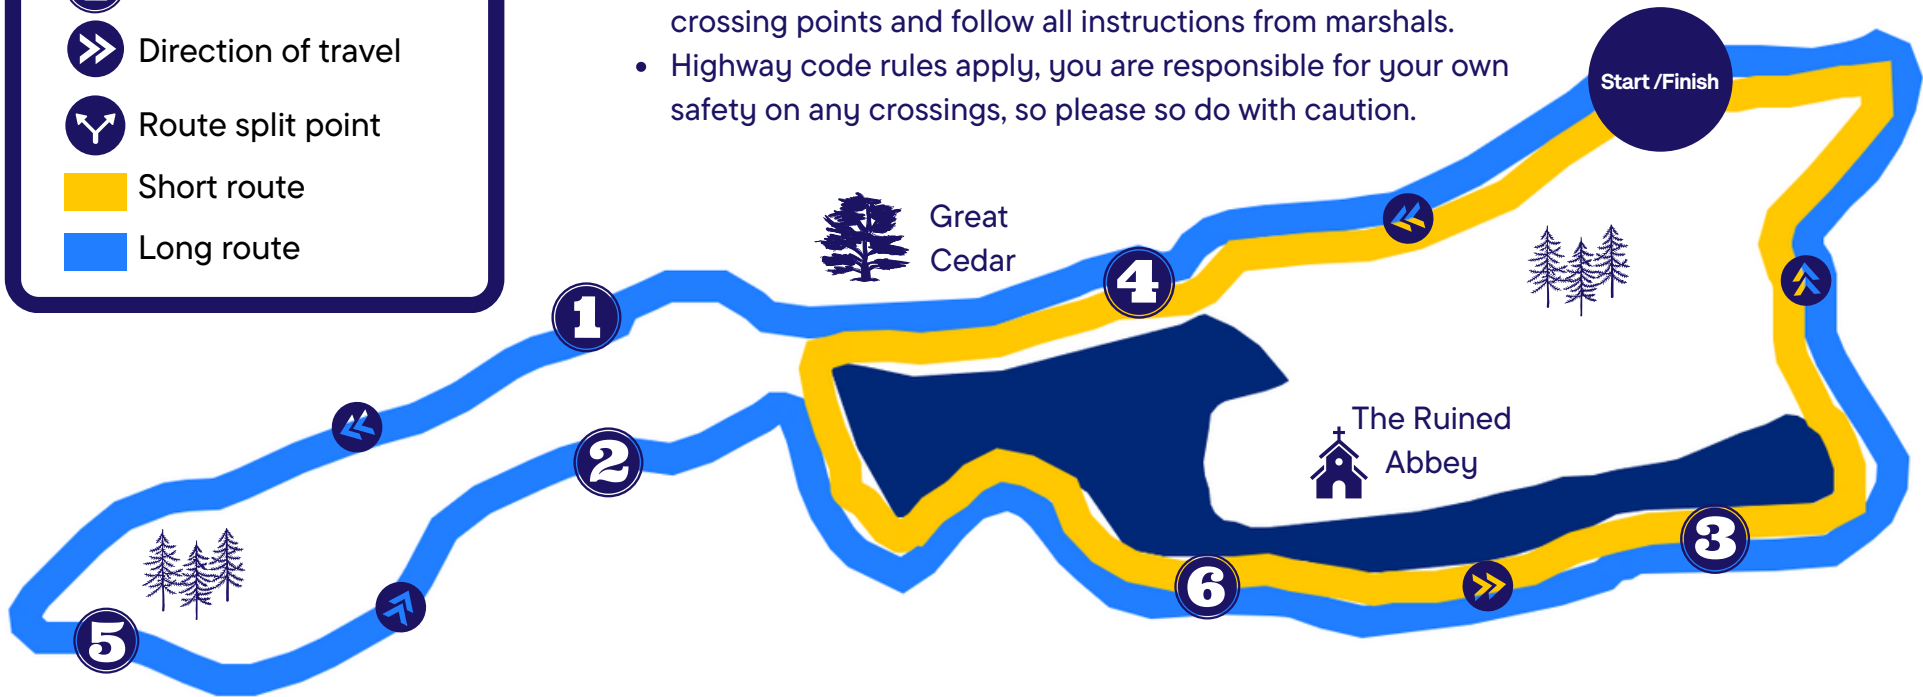 Direction of travel
Route split point
Short route
Long route
crossing points and follow all instructions from marshals.
• Highway code rules apply, you are responsible for your own
safety on any crossings, so please so do with caution.
Start /Finish
Great
Cedar
4
1
The Ruined
Abbey
2
3
6
5